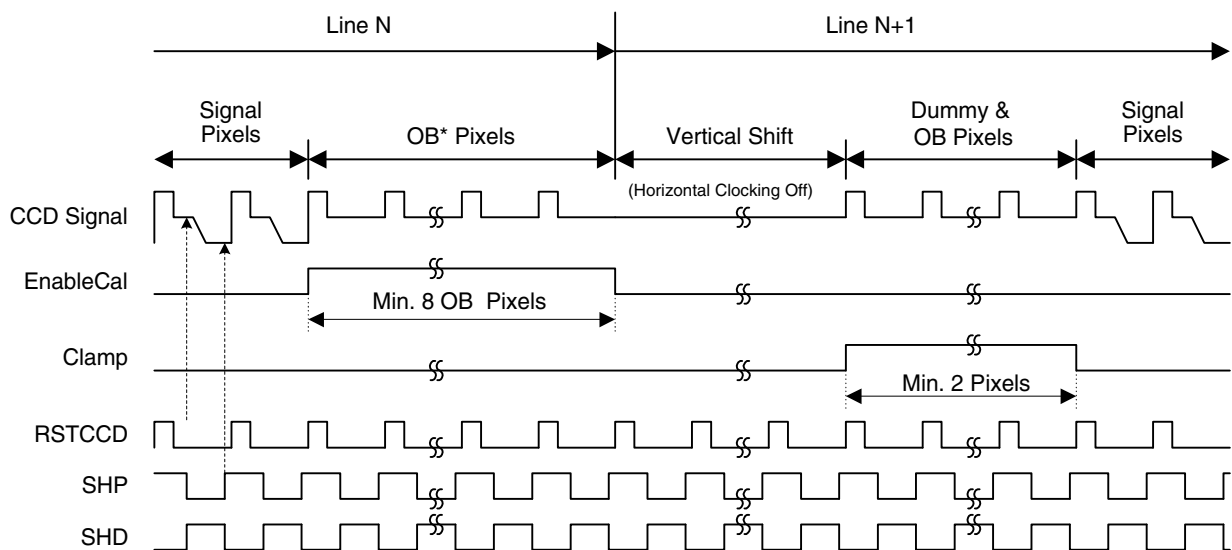 Line N
Line N+1
Signal
Pixels
OB* Pixels
Vertical Shift
Dummy &
OB Pixels
Signal
Pixels
(Horizontal Clocking Off)
CCD Signal
EnableCal
Min. 8 OB Pixels
Clamp
Min. 2 Pixels
RSTCCD
SHP
SHD